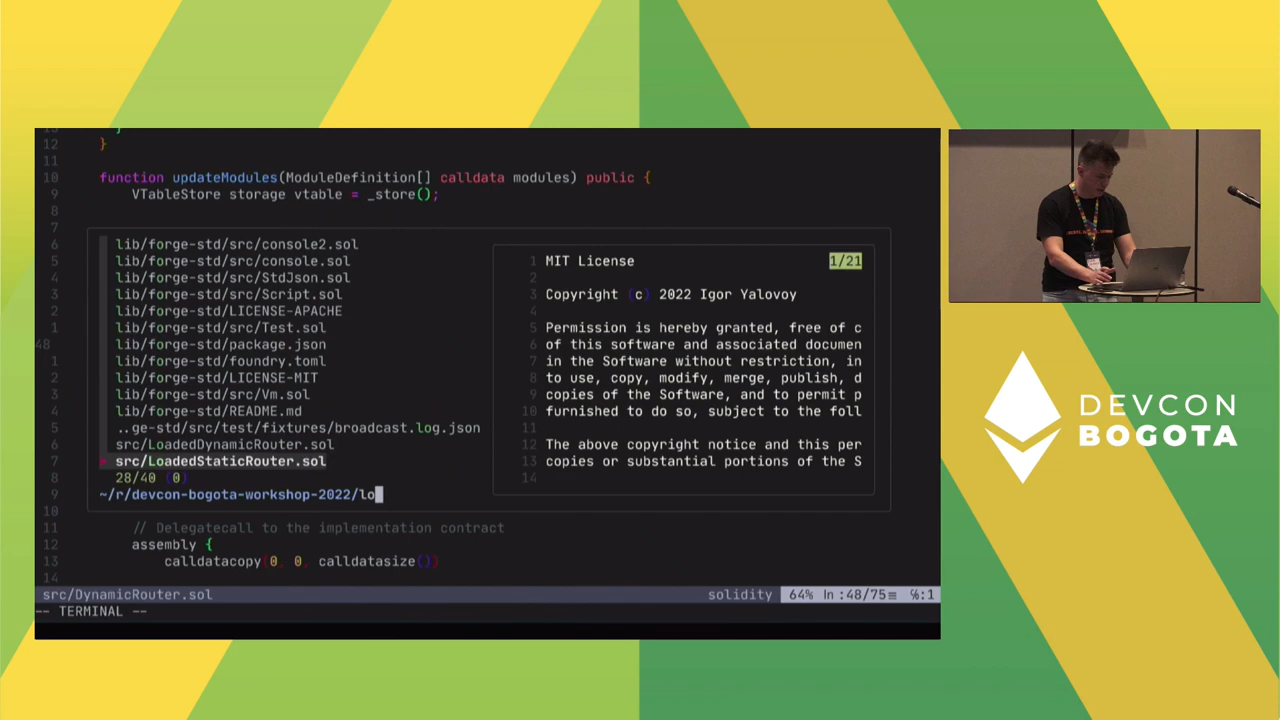 13 }
12 }
11
10 function updateModules(ModuleDefinition[] calldata modules) public {
9 VTableStore storage vtable = _store();
8
7
6 lib/forge-std/src/console2.sol
5 lib/forge-std/src/console.sol
4 lib/forge-std/src/StdJson.sol
3 lib/forge-std/src/Script.sol
2 lib/forge-std/LICENSE-APACHE
1 lib/forge-std/src/Test.sol
48 lib/forge-std/package.json
1 lib/forge-std/foundry.toml
2 lib/forge-std/LICENSE-MIT
3 lib/forge-std/src/Vm.sol
4 lib/forge-std/README.md
5 ..ge-std/src/test/fixtures/broadcast.log.json
6 src/LoadedDynamicRouter.sol
7 src/LoadedStaticRouter.sol
8 28/40 (0)
9 ~/r/devcon-bogota-workshop-2022/lo
1 MIT License 1/21
2
3 Copyright (c) 2022 Igor Yalovoy
4
5 Permission is hereby granted, free of c
6 of this software and associated documen
7 in the Software without restriction, in
8 to use, copy, modify, merge, publish, d
9 copies of the Software, and to permit p
10 furnished to do so, subject to the foll
11
12 The above copyright notice and this per
13 copies or substantial portions of the S
14
10
11 // Delegatecall to the implementation contract
12 assembly {
13 calldatacopy(0, 0, calldatasize())
14
src/DynamicRouter.sol solidity 64% ln :48/75≡ ℅:1
-- TERMINAL --
DEVCON
BOGOTA